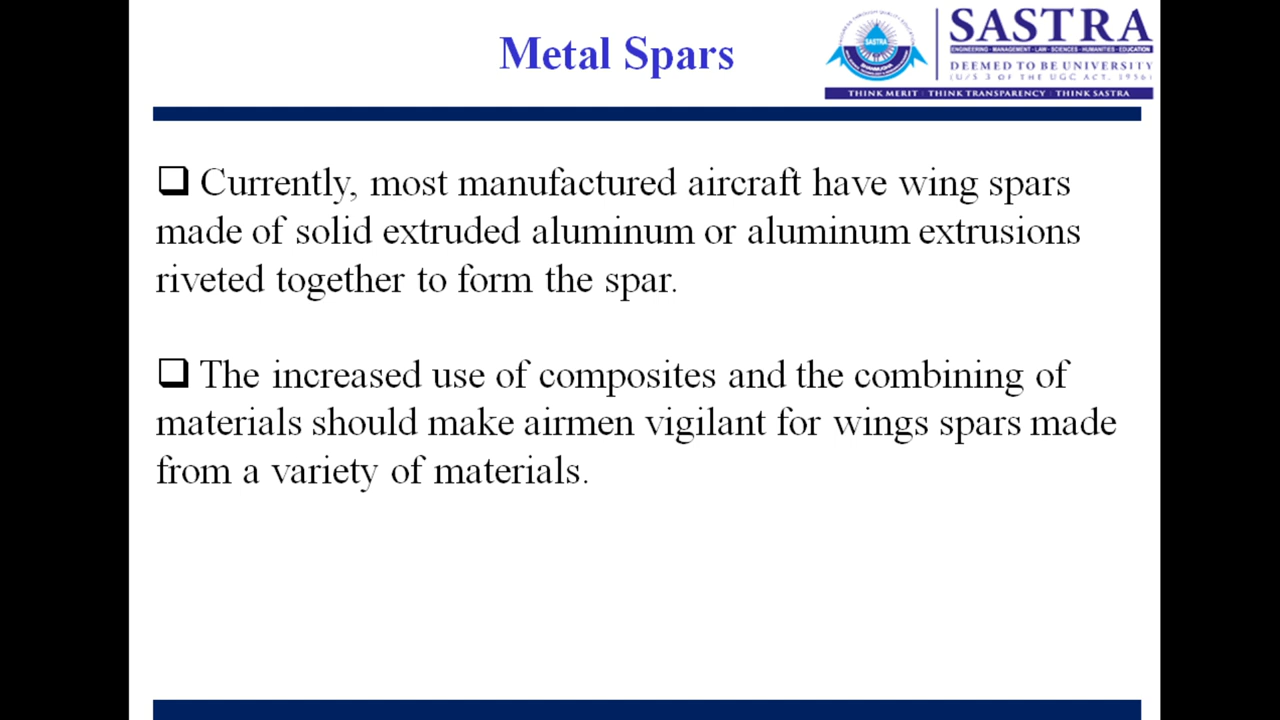 Metal Spars
SASTRA
ENGINEERING · MANAGEMENT · LAW · SCIENCES · HUMANITIES · EDUCATION
DEEMED TO BE UNIVERSITY
(U/S 3 OF THE UGC ACT, 1956)
THINK MERIT | THINK TRANSPARENCY | THINK SASTRA
SASTRA
❑ Currently, most manufactured aircraft have wing spars
made of solid extruded aluminum or aluminum extrusions
riveted together to form the spar.
❑ The increased use of composites and the combining of
materials should make airmen vigilant for wings spars made
from a variety of materials.